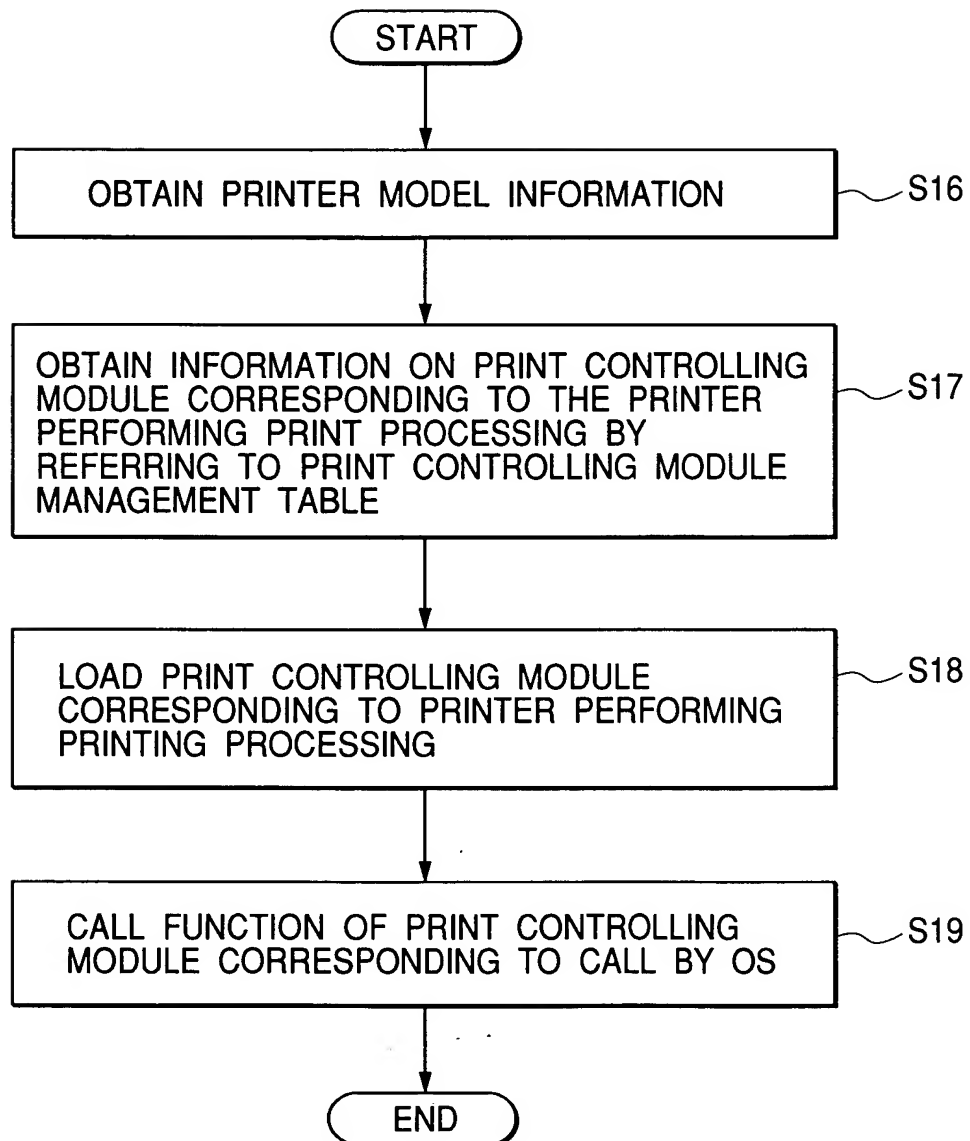 START
OBTAIN PRINTER MODEL INFORMATION
S16
OBTAIN INFORMATION ON PRINT CONTROLLING
MODULE CORRESPONDING TO THE PRINTER
PERFORMING PRINT PROCESSING BY
REFERRING TO PRINT CONTROLLING MODULE
MANAGEMENT TABLE
S17
LOAD PRINT CONTROLLING MODULE
CORRESPONDING TO PRINTER PERFORMING
PRINTING PROCESSING
S18
CALL FUNCTION OF PRINT CONTROLLING
MODULE CORRESPONDING TO CALL BY OS
S19
END